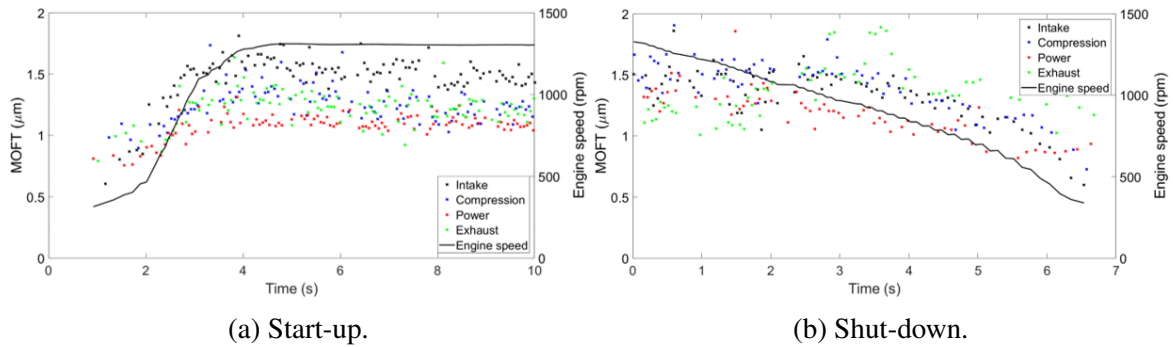 2
1.5
1
0.5
0
MOFT (μm)
1500
1000
500
0
Engine speed (rpm)
0
2
4
6
8
10
Time (s)
Intake
Compression
Power
Exhaust
Engine speed
(a) Start-up.
2
1.5
1
0.5
0
MOFT (μm)
1500
1000
500
0
Engine speed (rpm)
0
1
2
3
4
5
6
7
Time (s)
Intake
Compression
Power
Exhaust
Engine speed
(b) Shut-down.